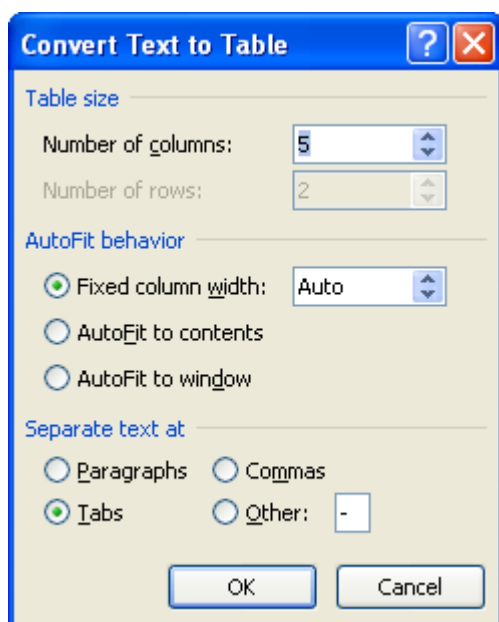 Convert Text to Table
Table size
Number of columns: 5
Number of rows: 2
AutoFit behavior
Fixed column width: Auto
AutoFit to contents
AutoFit to window
Separate text at
Paragraphs Commas
Tabs Other: -
OK Cancel